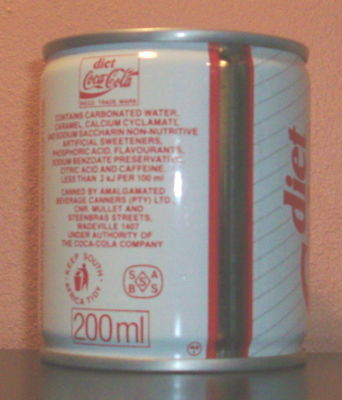 diet
Coca-Cola
REGD TRADE MARK
CONTAINS CARBONATED WATER,
CARAMEL, CALCIUM CYCLAMATE,
AND SODIUM SACCHARIN NON-NUTRITIVE
ARTIFICIAL SWEETENERS,
PHOSPHORIC ACID, FLAVOURANTS,
SODIUM BENZOATE PRESERVATIVE,
CITRIC ACID AND CAFFEINE.
LESS THAN 2 kJ PER 100 ml
CANNED BY AMALGAMATED
BEVERAGE CANNERS (PTY) LTD.
CNR. MULLET AND
STEENBRAS STREETS,
WADEVILLE 1407
UNDER AUTHORITY OF
THE COCA-COLA COMPANY
KEEP SOUTH
AFRICA TIDY
S A
B S
S
200ml
diet